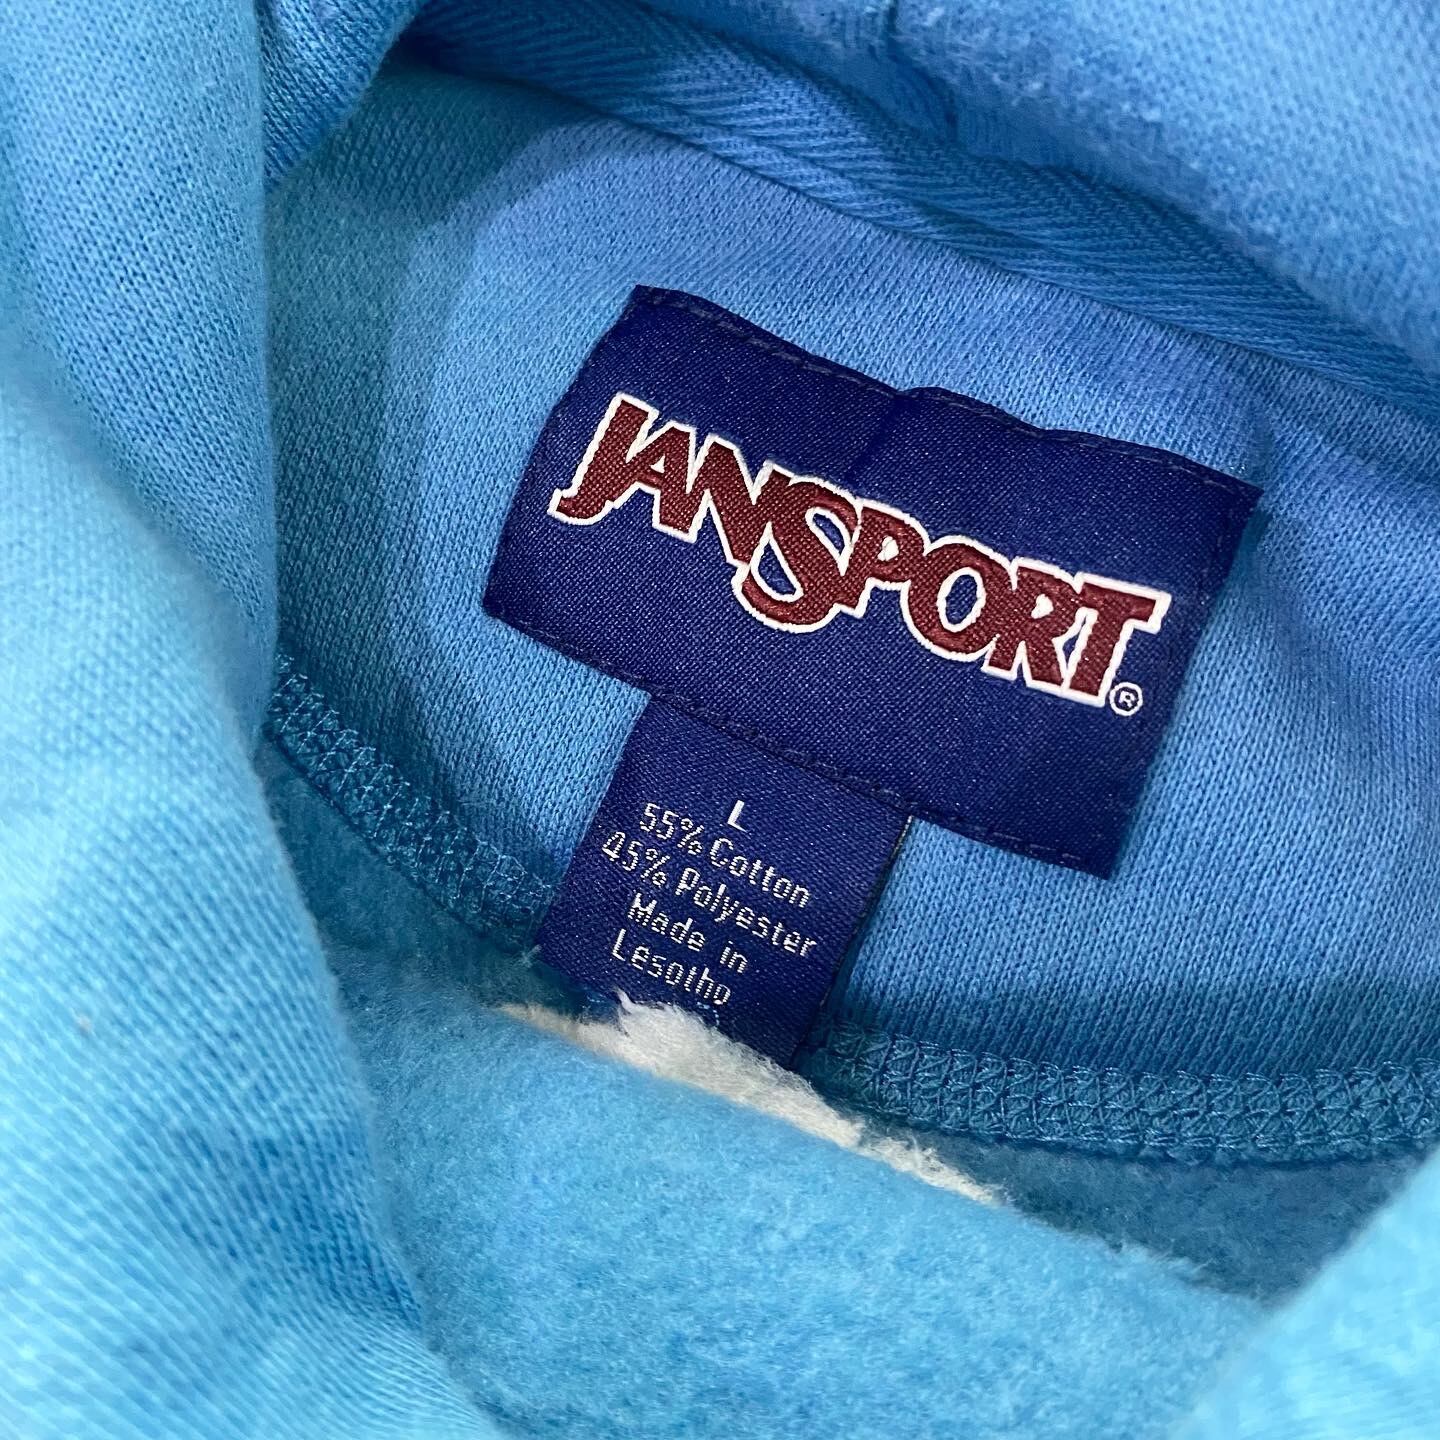 JANSPORT®
L
55% Cotton
45% Polyester
Made in
Lesotho